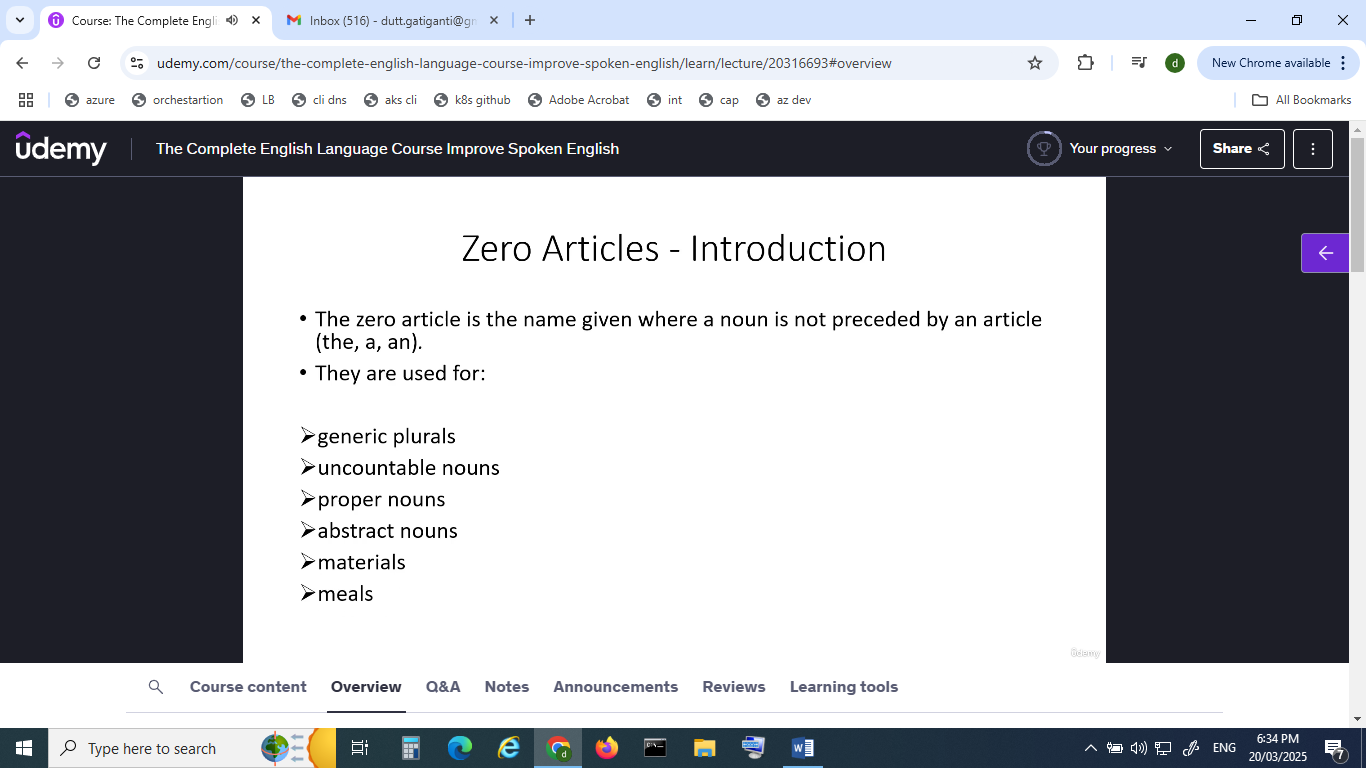 Course: The Complete Engli
Inbox (516) - dutt.gatiganti@gm
udemy.com/course/the-complete-english-language-course-improve-spoken-english/learn/lecture/20316693#overview
d
New Chrome available
azure
orchestartion
LB
cli dns
aks cli
k8s github
Adobe Acrobat
int
cap
az dev
All Bookmarks
ûdemy
The Complete English Language Course Improve Spoken English
Your progress
Share
Zero Articles - Introduction
• The zero article is the name given where a noun is not preceded by an article
(the, a, an).
• They are used for:
➢generic plurals
➢uncountable nouns
➢proper nouns
➢abstract nouns
➢materials
➢meals
ûdemy
Course content
Overview
Q&A
Notes
Announcements
Reviews
Learning tools
Type here to search
ENG
6:34 PM
20/03/2025
7